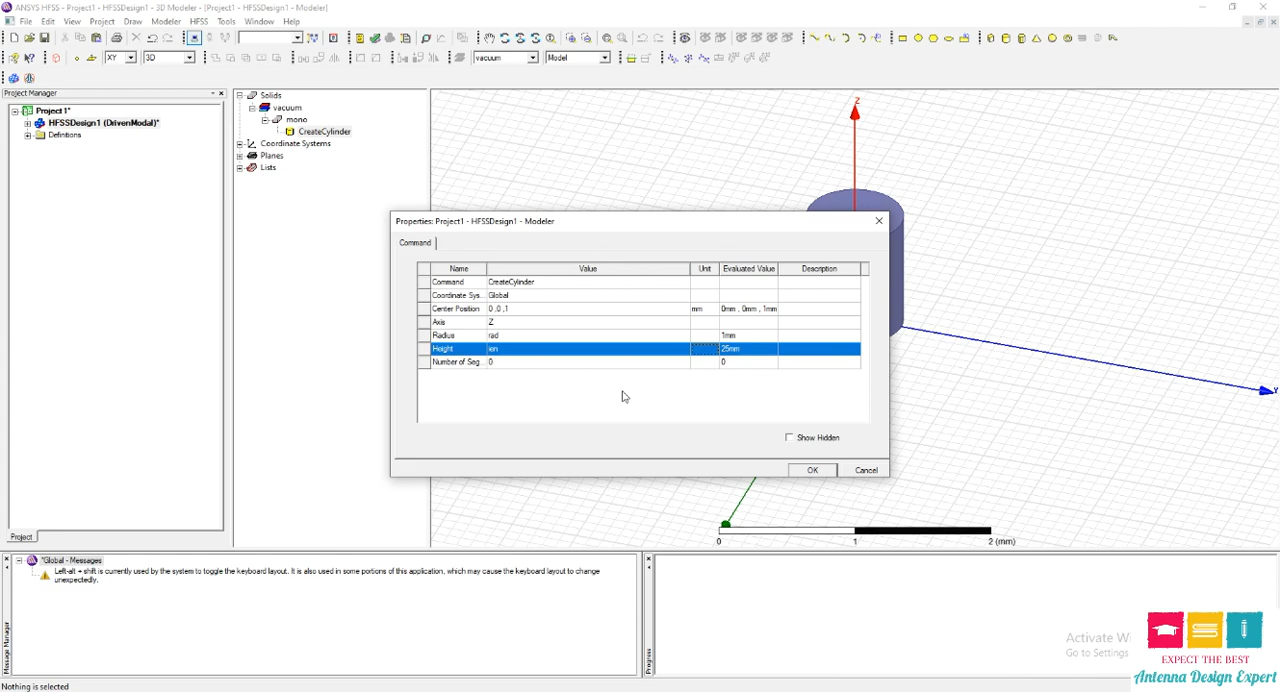 ANSYS HFSS - Project1 - HFSSDesign1 - 3D Modeler - [Project1 - HFSSDesign1 - Modeler]
File Edit View Project Draw Modeler HFSS Tools Window Help
XY 3D vacuum Model
Project Manager
Project1*
HFSSDesign1 (DrivenModal)*
Definitions
Project
Solids
vacuum
mono
CreateCylinder
Coordinate Systems
Planes
Lists
Z
Y
Properties: Project1 - HFSSDesign1 - Modeler
Command
Name Value Unit Evaluated Value Description
Command CreateCylinder
Coordinate Sys... Global
Center Position 0 ,0 ,1 mm 0mm , 0mm , 1mm
Axis Z
Radius rad 1mm
Height len 25mm
Number of Seg... 0 0
Show Hidden
OK Cancel
0 1 2 (mm)
*Global - Messages
Left-alt + shift is currently used by the system to toggle the keyboard layout. It is also used in some portions of this application, which may cause the keyboard layout to change
unexpectedly.
Message Manager
Progress
Nothing is selected
Activate Wi
Go to Settings
EXPECT THE BEST
Antenna Design Expert